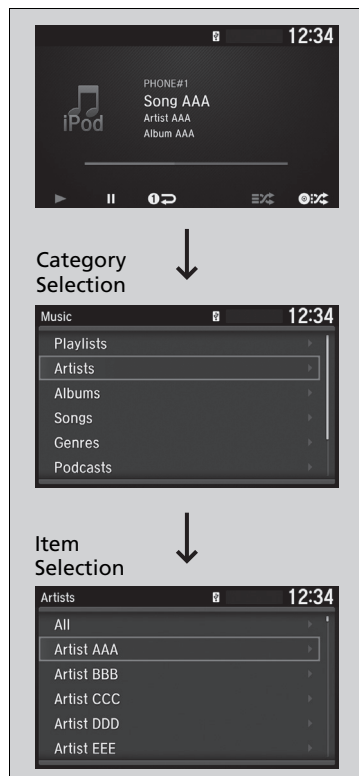 12:34
PHONE#1
Song AAA
Artist AAA
Album AAA
iPod
1
Category
Selection
Music 12:34
Playlists
Artists
Albums
Songs
Genres
Podcasts
Item
Selection
Artists 12:34
All
Artist AAA
Artist BBB
Artist CCC
Artist DDD
Artist EEE